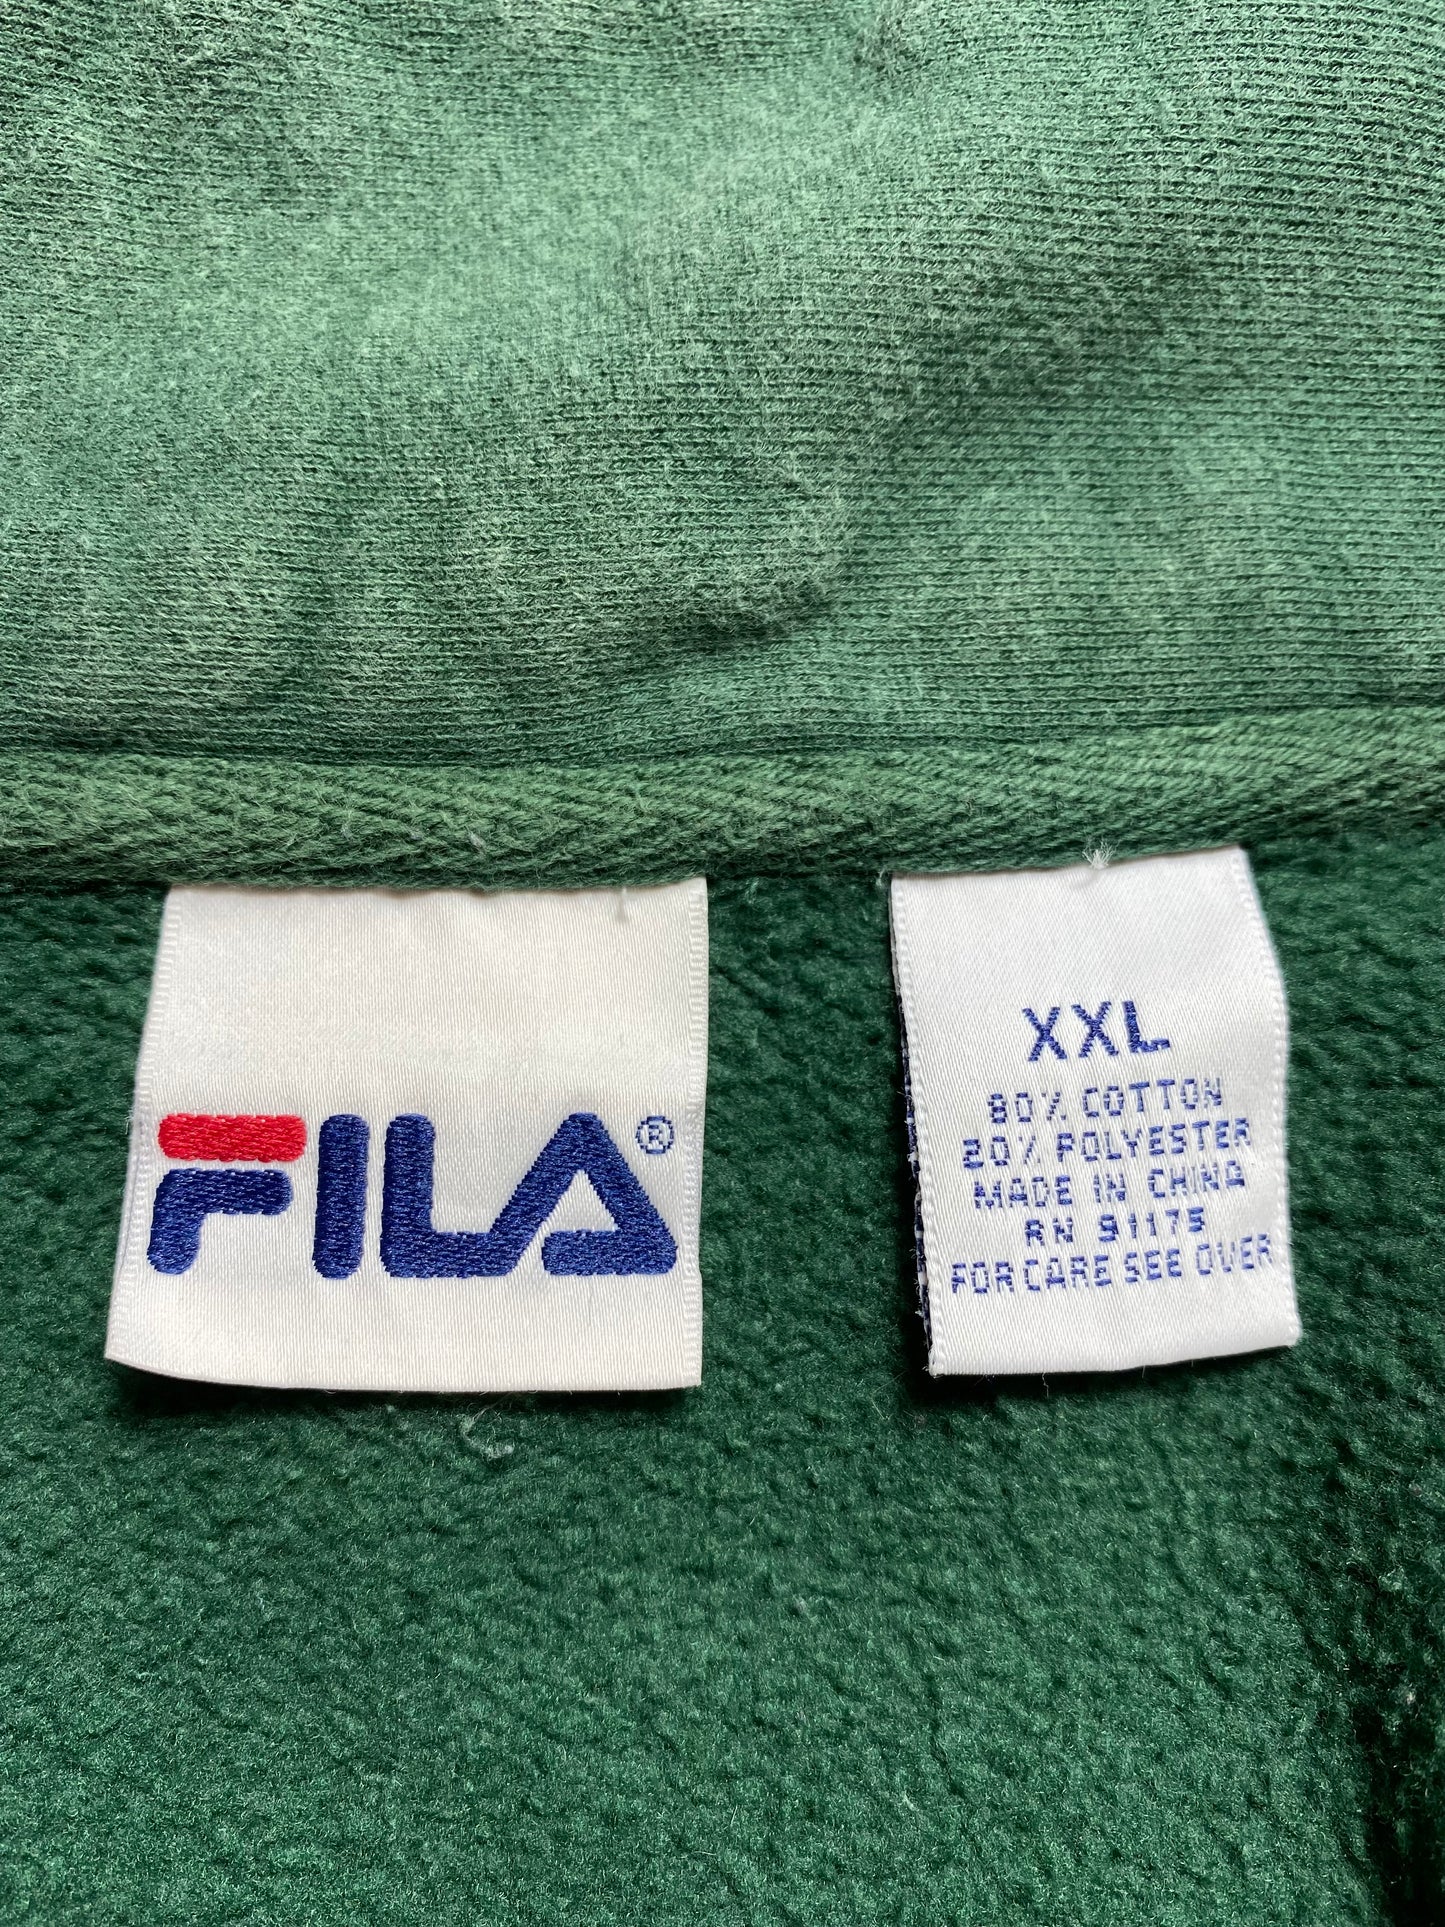 FILA®
XXL
80% COTTON
20% POLYESTER
MADE IN CHINA
RN 91175
FOR CARE SEE OVER